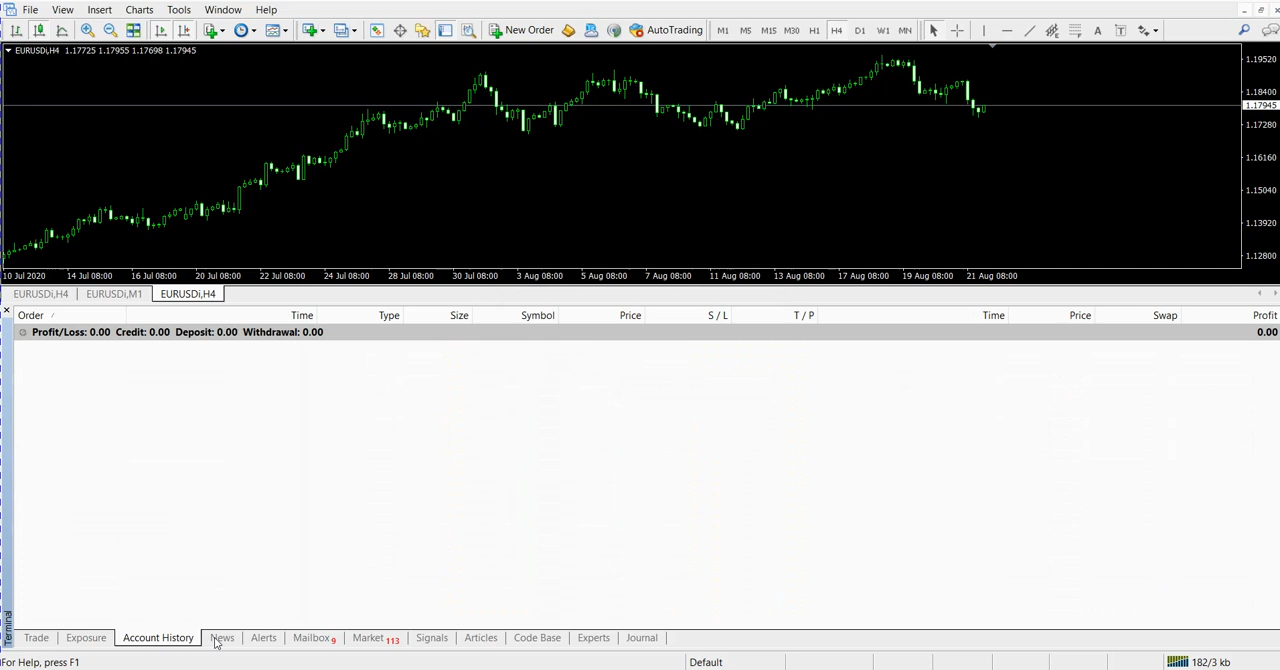 File View Insert Charts Tools Window Help
New Order AutoTrading M1 M5 M15 M30 H1 H4 D1 W1 MN A T
EURUSDi,H4 1.17725 1.17955 1.17698 1.17945
1.19520
1.18400
1.17945
1.17280
1.16160
1.15040
1.13920
1.12800
10 Jul 2020 14 Jul 08:00 16 Jul 08:00 20 Jul 08:00 22 Jul 08:00 24 Jul 08:00 28 Jul 08:00 30 Jul 08:00 3 Aug 08:00 5 Aug 08:00 7 Aug 08:00 11 Aug 08:00 13 Aug 08:00 17 Aug 08:00 19 Aug 08:00 21 Aug 08:00
EURUSDi,H4 EURUSDi,M1 EURUSDi,H4
Order / Time Type Size Symbol Price S / L T / P Time Price Swap Profit
Profit/Loss: 0.00 Credit: 0.00 Deposit: 0.00 Withdrawal: 0.00 0.00
Terminal
Trade Exposure Account History News Alerts Mailbox 9 Market 113 Signals Articles Code Base Experts Journal
For Help, press F1 Default 182/3 kb